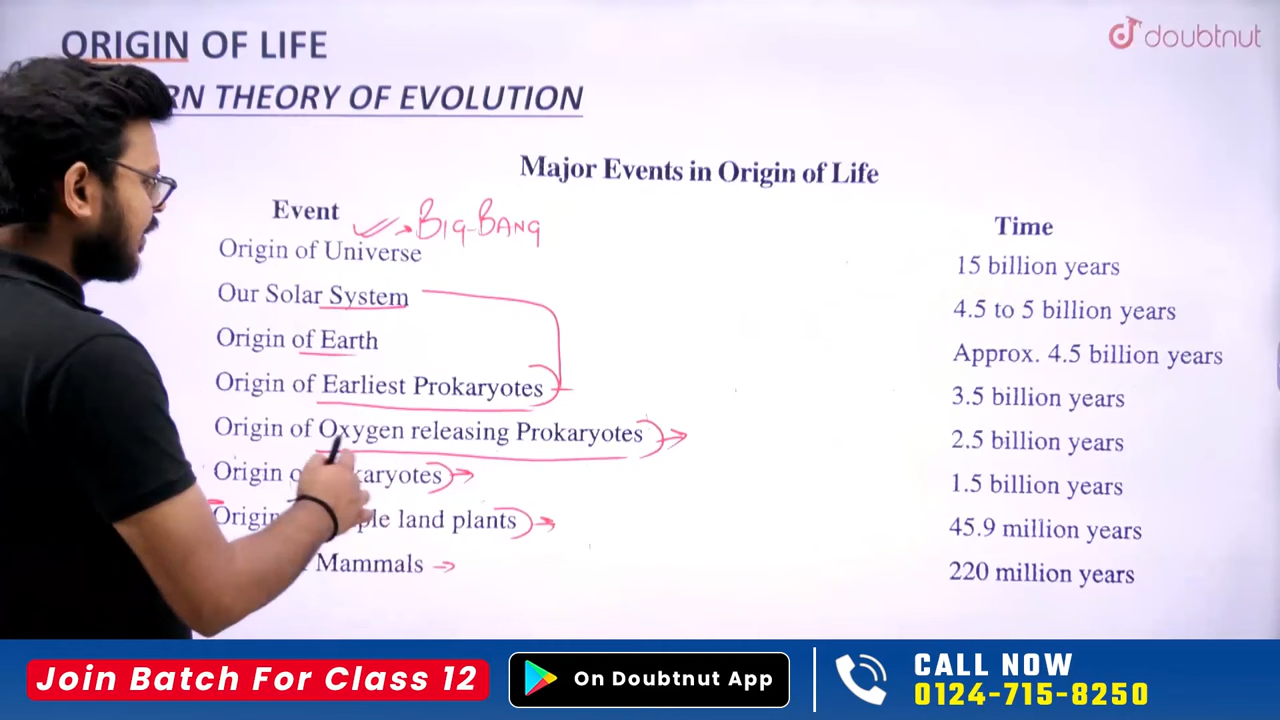 ORIGIN OF LIFE
doubtnut
RN THEORY OF EVOLUTION
Major Events in Origin of Life
Event
Time
BIG-BANG
Origin of Universe
15 billion years
Our Solar System
4.5 to 5 billion years
Origin of Earth
Approx. 4.5 billion years
Origin of Earliest Prokaryotes
3.5 billion years
Origin of Oxygen releasing Prokaryotes
2.5 billion years
Origin karyotes
1.5 billion years
Origin ple land plants
45.9 million years
Mammals
220 million years
Join Batch For Class 12
On Doubtnut App
CALL NOW
0124-715-8250